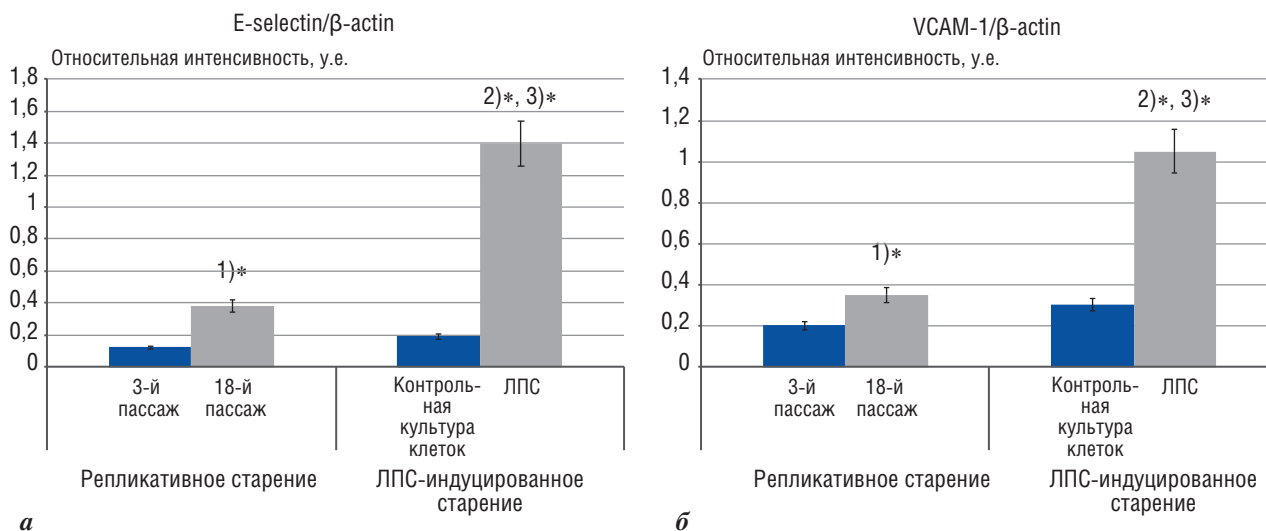 E-selectin/β-actin
Относительная интенсивность, у.е.
1,8
1,6
1,4
1,2
1
0,8
0,6
0,4
0,2
0
1)*
2)*, 3)*
3-й
пассаж
18-й
пассаж
Контроль-
ная
культура
клеток
ЛПС
Репликативное старение
ЛПС-индуцированное
старение
а
VCAM-1/β-actin
Относительная интенсивность, у.е.
1,4
1,2
1
0,8
0,6
0,4
0,2
0
1)*
2)*, 3)*
3-й
пассаж
18-й
пассаж
Контроль-
ная
культура
клеток
ЛПС
Репликативное старение
ЛПС-индуцированное
старение
б